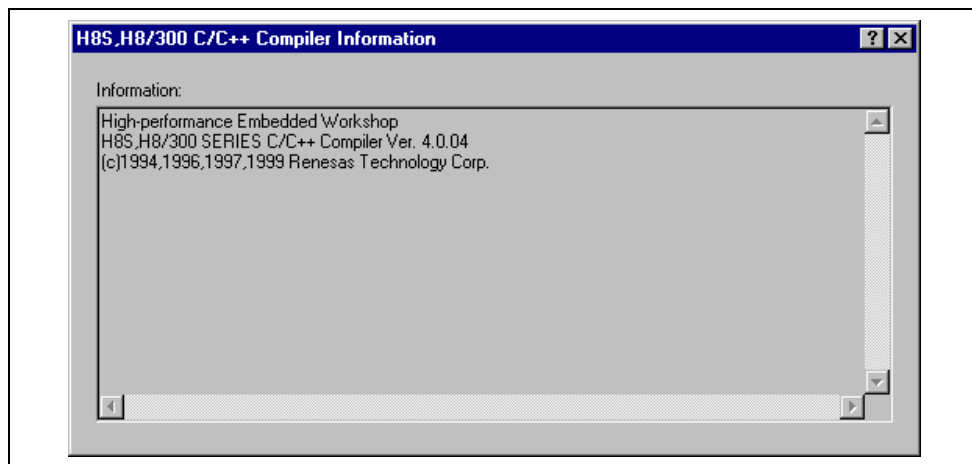 H8S,H8/300 C/C++ Compiler Information
Information:
High-performance Embedded Workshop
H8S,H8/300 SERIES C/C++ Compiler Ver. 4.0.04
(c)1994,1996,1997,1999 Renesas Technology Corp.